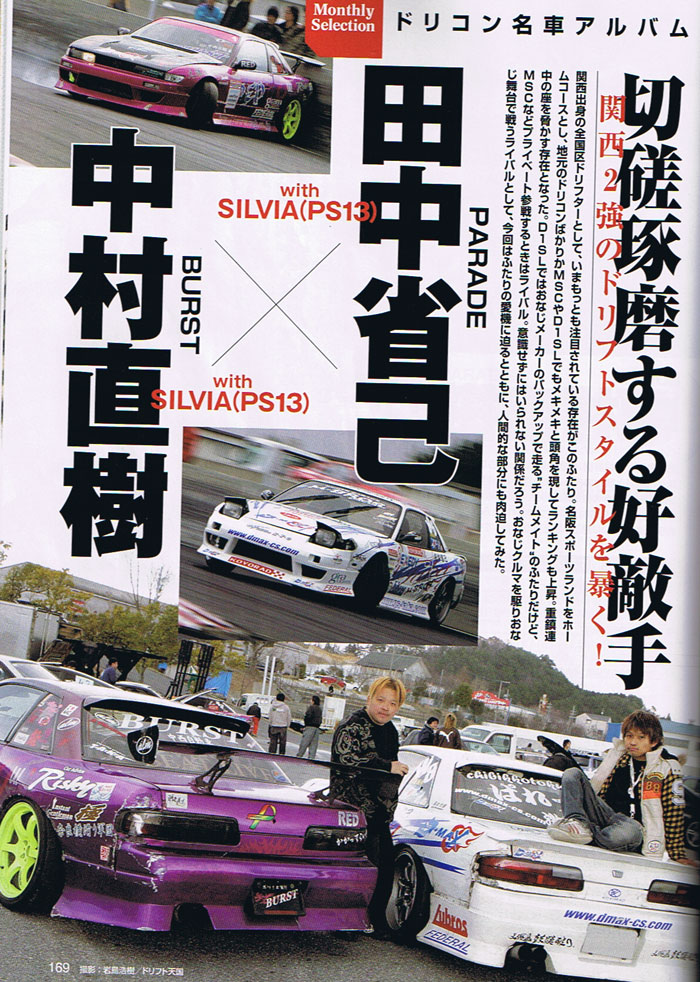 Monthly
Selection
ドリコン名車アルバム
切磋琢磨する好敵手
関西2強のドリフトスタイルを暴く!
関西出身の全国区ドリフターとして、いまもっとも注目されている存在がこのふたり。名阪スポーツランドをホー
ムコースとし、地元のドリコンばかりかMSCやD1SLでもメキメキと頭角を現してランキングも上昇。重鎮連
中の座を脅かす存在となった。D1SLではおなじメーカーのバックアップで走る“チームメイト”のふたりだけど、
MSCなどプライベート参戦するときはライバル。意識せずにはいられない関係だろう。おなじクルマを駆りおな
じ舞台で戦うライバルとして、今回はふたりの愛機に迫るとともに、人間的な部分にも肉迫してみた。
PARADE
田中省己
with
SILVIA(PS13)
BURST
中村直樹
with
SILVIA(PS13)
RED
www.dmax-cs.com
FEDERAL
BURST
Risky
RED
BURST
ぱれーど
www.dmax-cs
D-MAX
Lubros
FEDERAL
www.dmax-cs.com
169 撮影:岩島浩樹/ドリフト天国